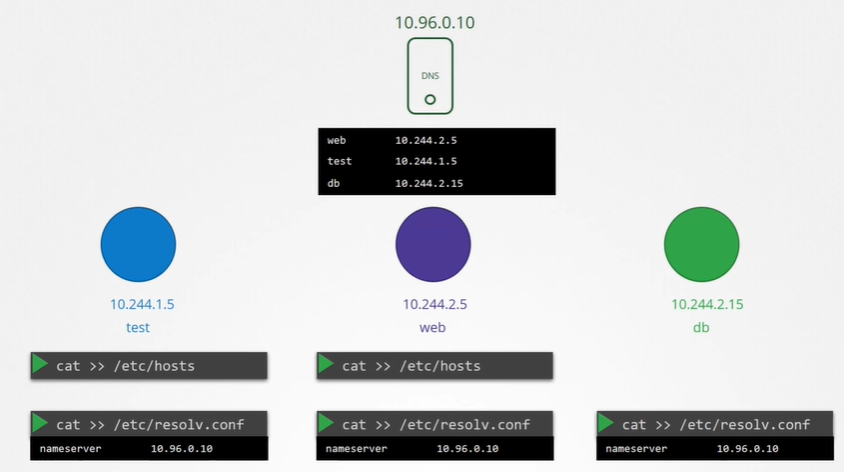 10.96.0.10
DNS
web 10.244.2.5
test 10.244.1.5
db 10.244.2.15
10.244.1.5 10.244.2.5 10.244.2.15
test web db
cat >> /etc/hosts cat >> /etc/hosts
cat >> /etc/resolv.conf cat >> /etc/resolv.conf cat >> /etc/resolv.conf
nameserver 10.96.0.10 nameserver 10.96.0.10 nameserver 10.96.0.10